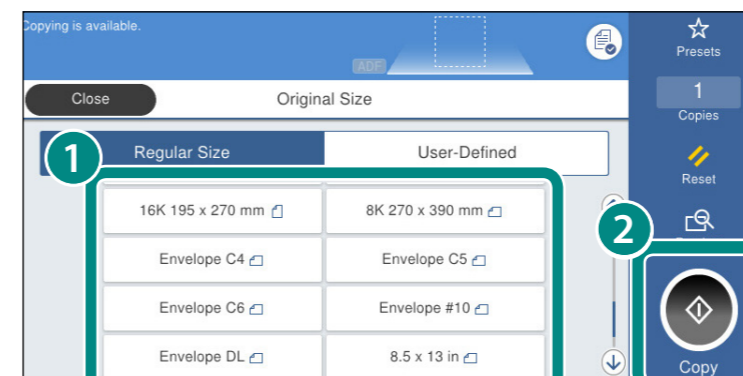 Copying is available.
ADF
Presets
Close
Original Size
1
Copies
1
Regular Size
User-Defined
Reset
16K 195 x 270 mm
8K 270 x 390 mm
2
Envelope C4
Envelope C5
Envelope C6
Envelope #10
Envelope DL
8.5 x 13 in
Copy